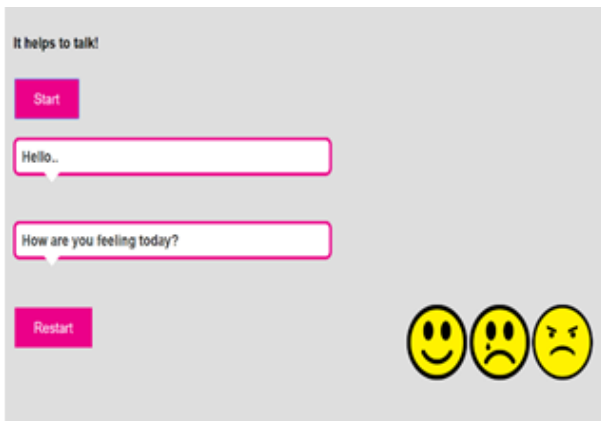 It helps to talk!
Start
Hello..
How are you feeling today?
Restart